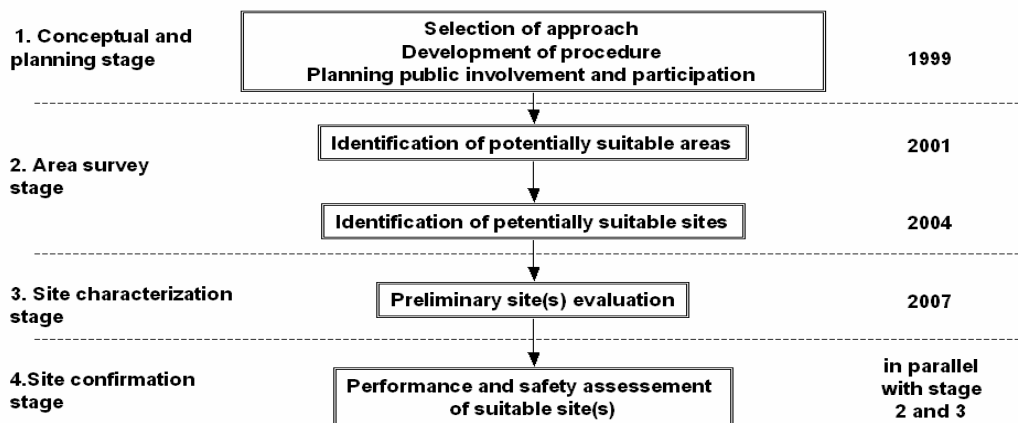 1. Conceptual and
planning stage
Selection of approach
Development of procedure
Planning public involvement and participation
1999
2. Area survey
stage
Identification of potentially suitable areas
2001
Identification of petentially suitable sites
2004
3. Site characterization
stage
Preliminary site(s) evaluation
2007
4.Site confirmation
stage
Performance and safety assessement
of suitable site(s)
in parallel
with stage
2 and 3